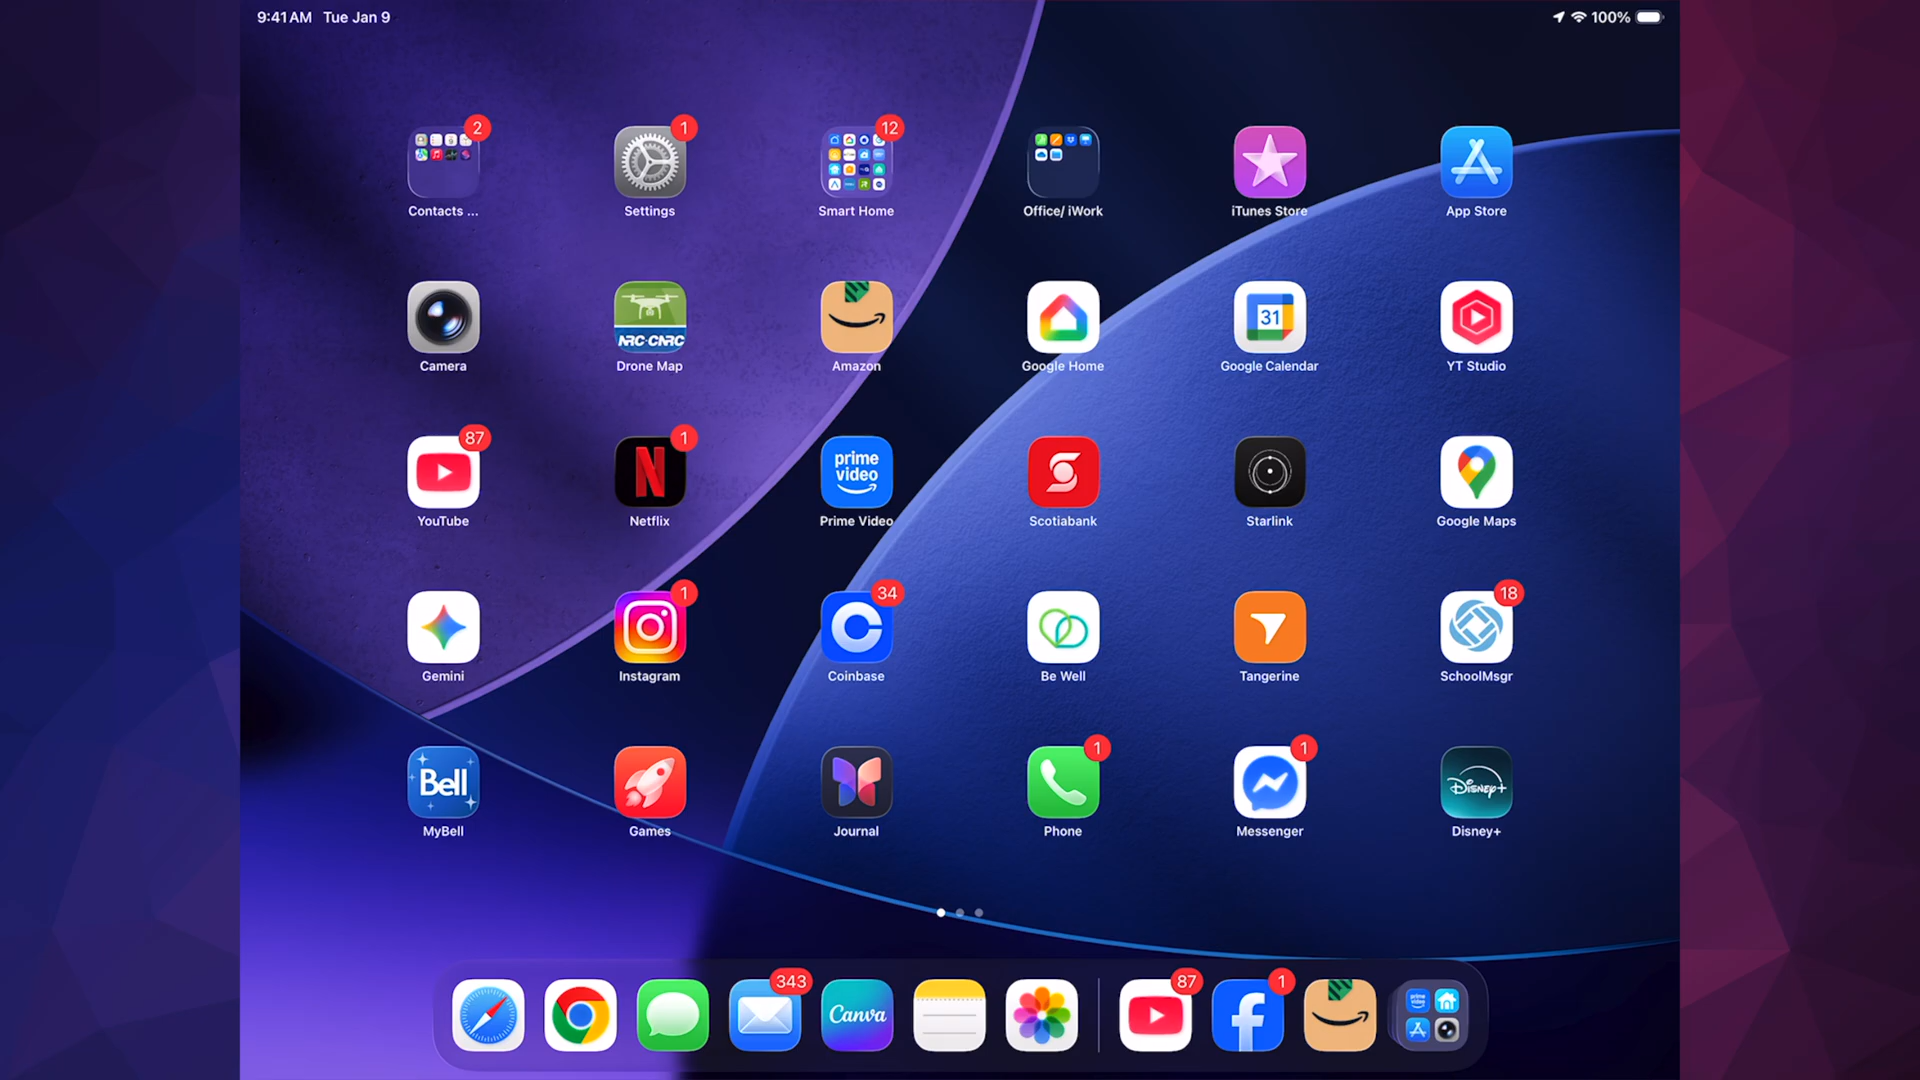 9:41 AM Tue Jan 9
100%
2
1
12
Contacts ...
Settings
Smart Home
Office/ iWork
iTunes Store
App Store
NRC-CNRC
31
Camera
Drone Map
Amazon
Google Home
Google Calendar
YT Studio
87
1
N
prime
video
YouTube
Netflix
Prime Video
Scotiabank
Starlink
Google Maps
1
34
18
Gemini
Instagram
Coinbase
Be Well
Tangerine
SchoolMsgr
1
1
Bell
Disney+
MyBell
Games
Journal
Phone
Messenger
Disney+
343
87
1
Canva
prime
video